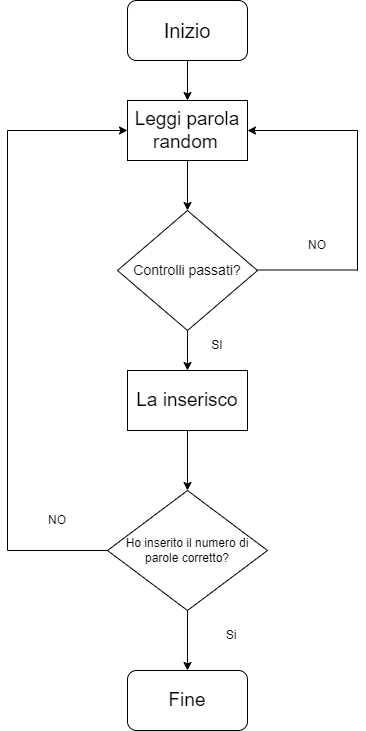 Inizio
Leggi parola
random
NO
Controlli passati?
SI
La inserisco
NO
Ho inserito il numero di
parole corretto?
Si
Fine